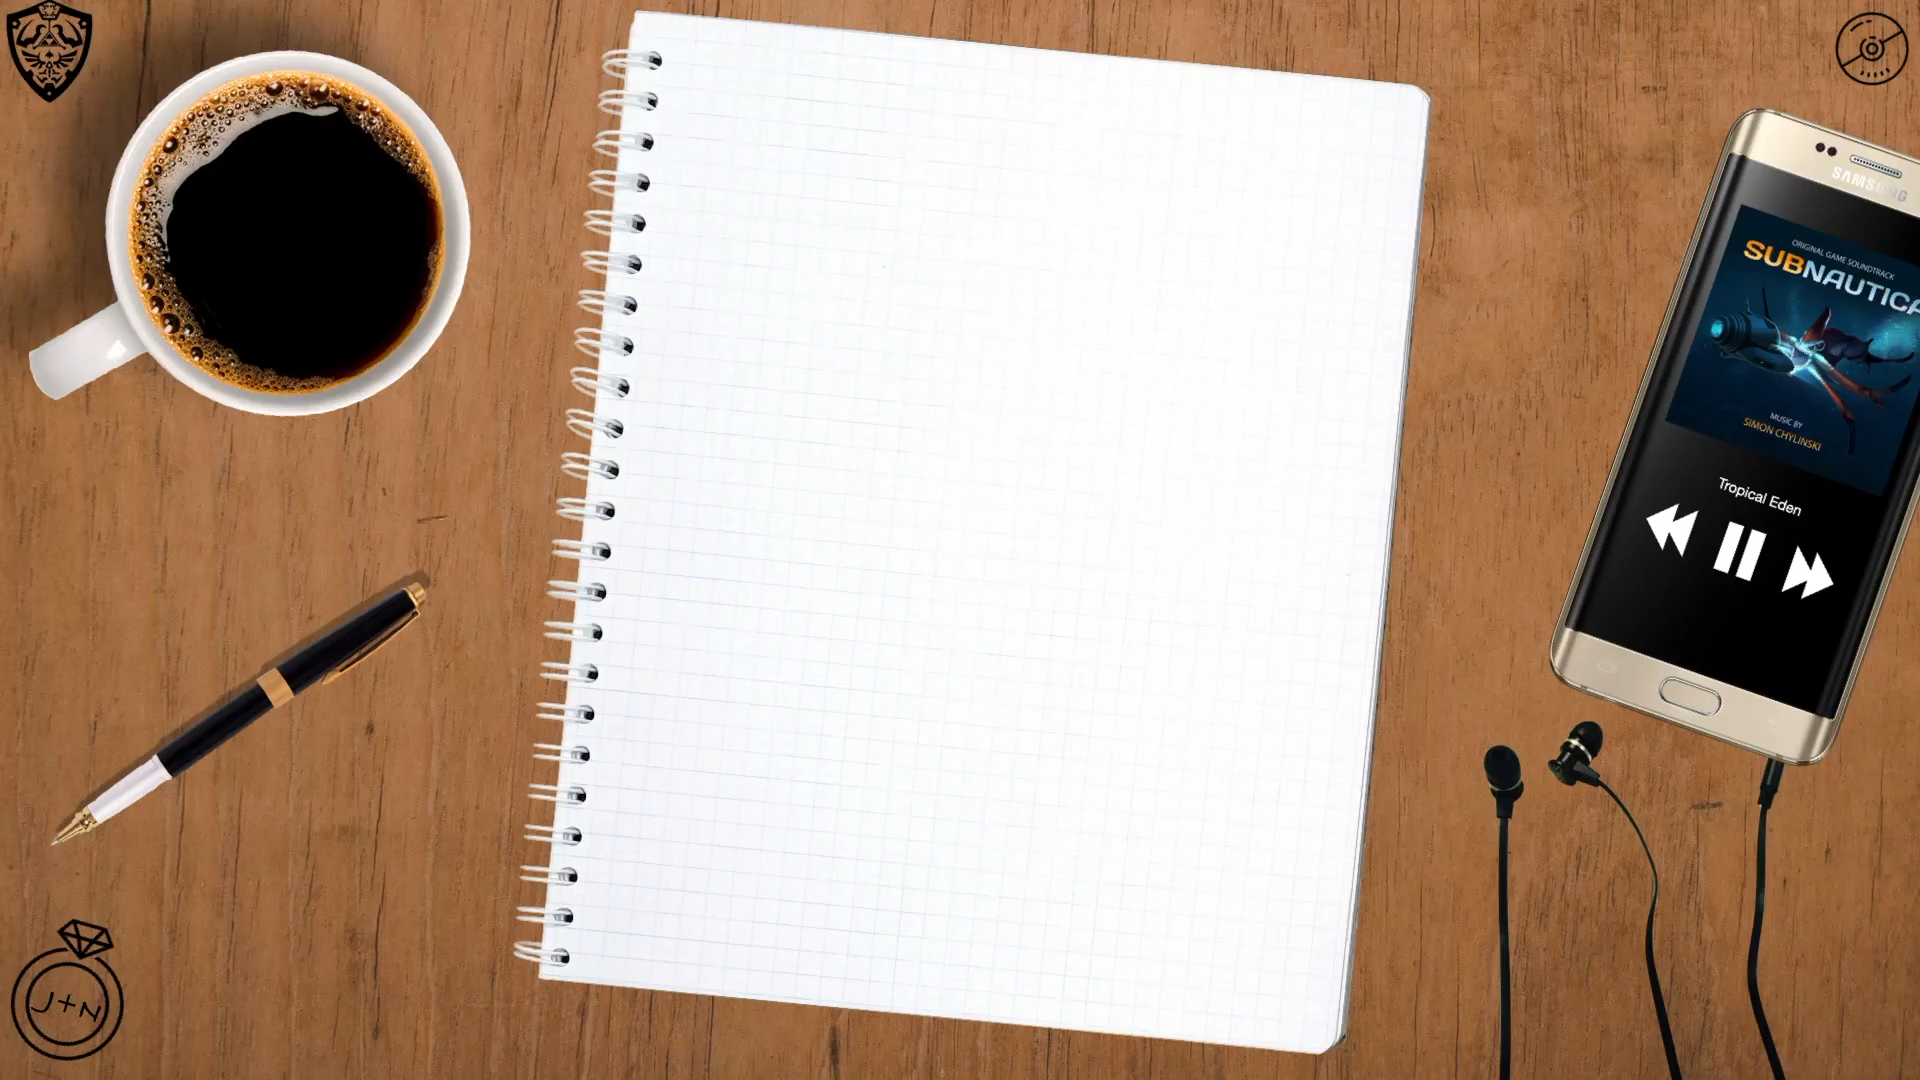 SAMSUNG
ORIGINAL GAME SOUNDTRACK
SUBNAUTICA
MUSIC BY
SIMON CHYLINSKI
Tropical Eden
J+N